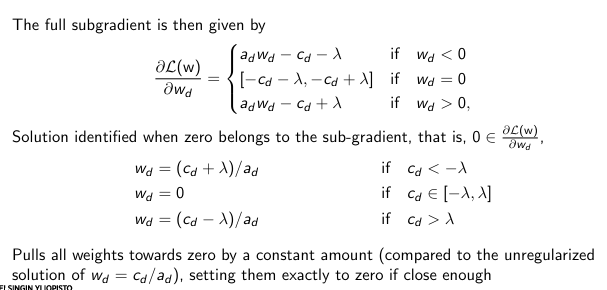 The full subgradient is then given by
∂ℒ(w)/∂w_d = { a_d w_d − c_d − λ if w_d < 0
[−c_d − λ, −c_d + λ] if w_d = 0
a_d w_d − c_d + λ if w_d > 0,
Solution identified when zero belongs to the sub-gradient, that is, 0 ∈ ∂ℒ(w)/∂w_d,
w_d = (c_d + λ)/a_d if c_d < −λ
w_d = 0 if c_d ∈ [−λ, λ]
w_d = (c_d − λ)/a_d if c_d > λ
Pulls all weights towards zero by a constant amount (compared to the unregularized
solution of w_d = c_d/a_d), setting them exactly to zero if close enough
HELSINGIN YLIOPISTO